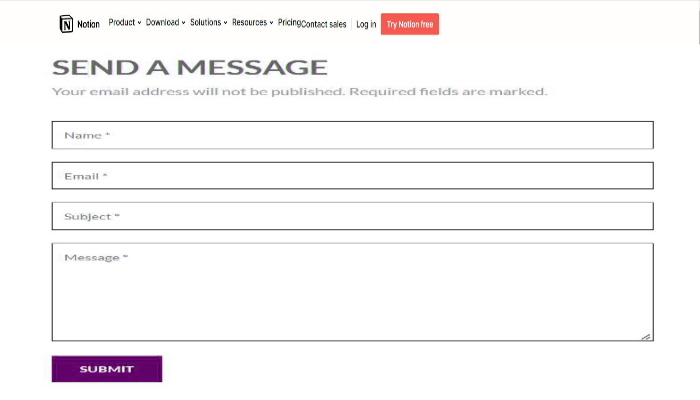 Notion Product Download Solutions Resources Pricing Contact sales Log in Try Notion free
SEND A MESSAGE
Your email address will not be published. Required fields are marked.
Name *
Email *
Subject *
Message *
SUBMIT